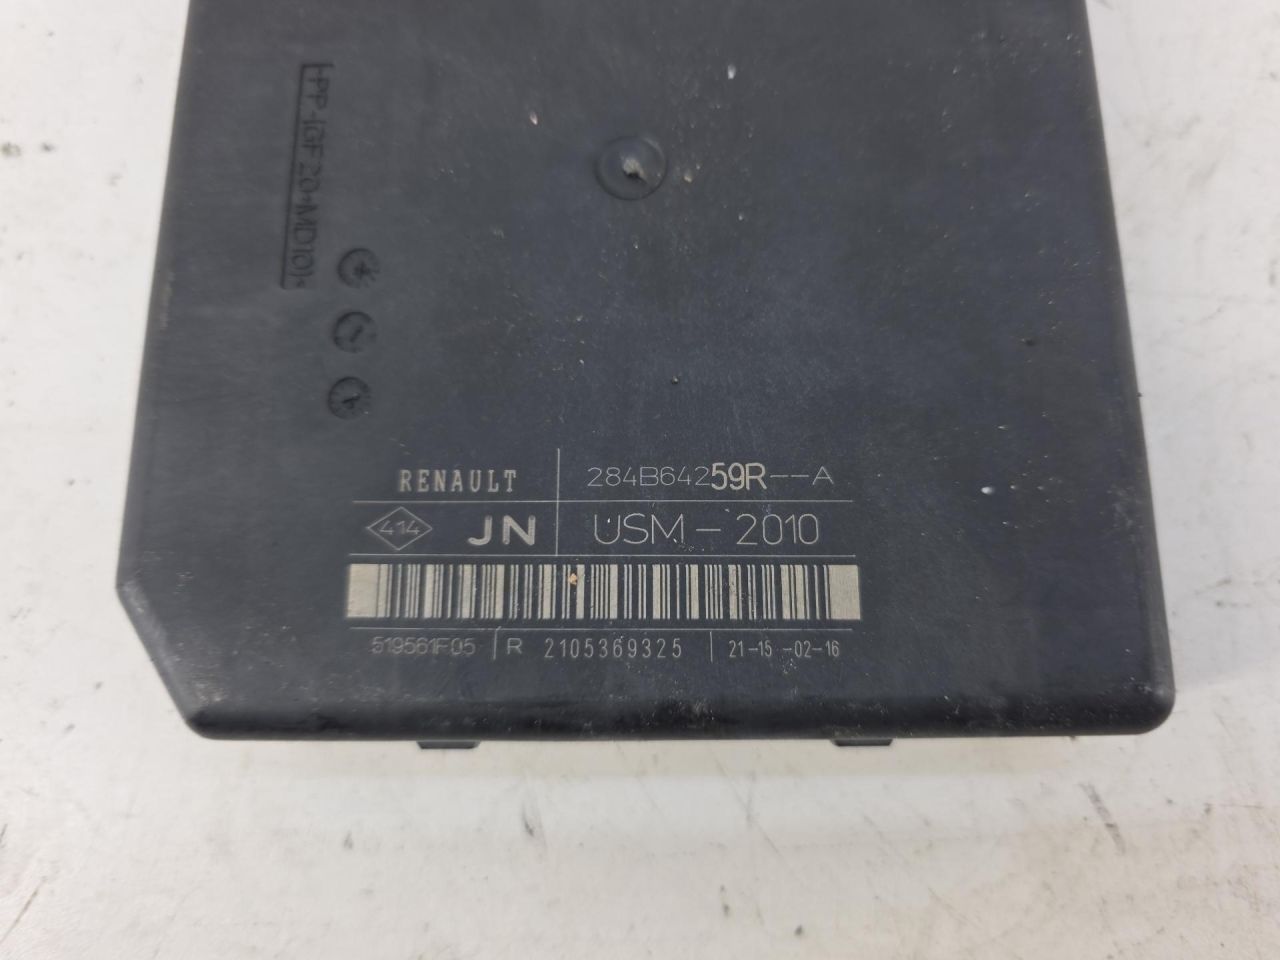 >PP-(GF20+MD10)<
RENAULT 284B64259R--A
414 JN USM-2010
519561F05 R 2105369325 21-15 -02-16